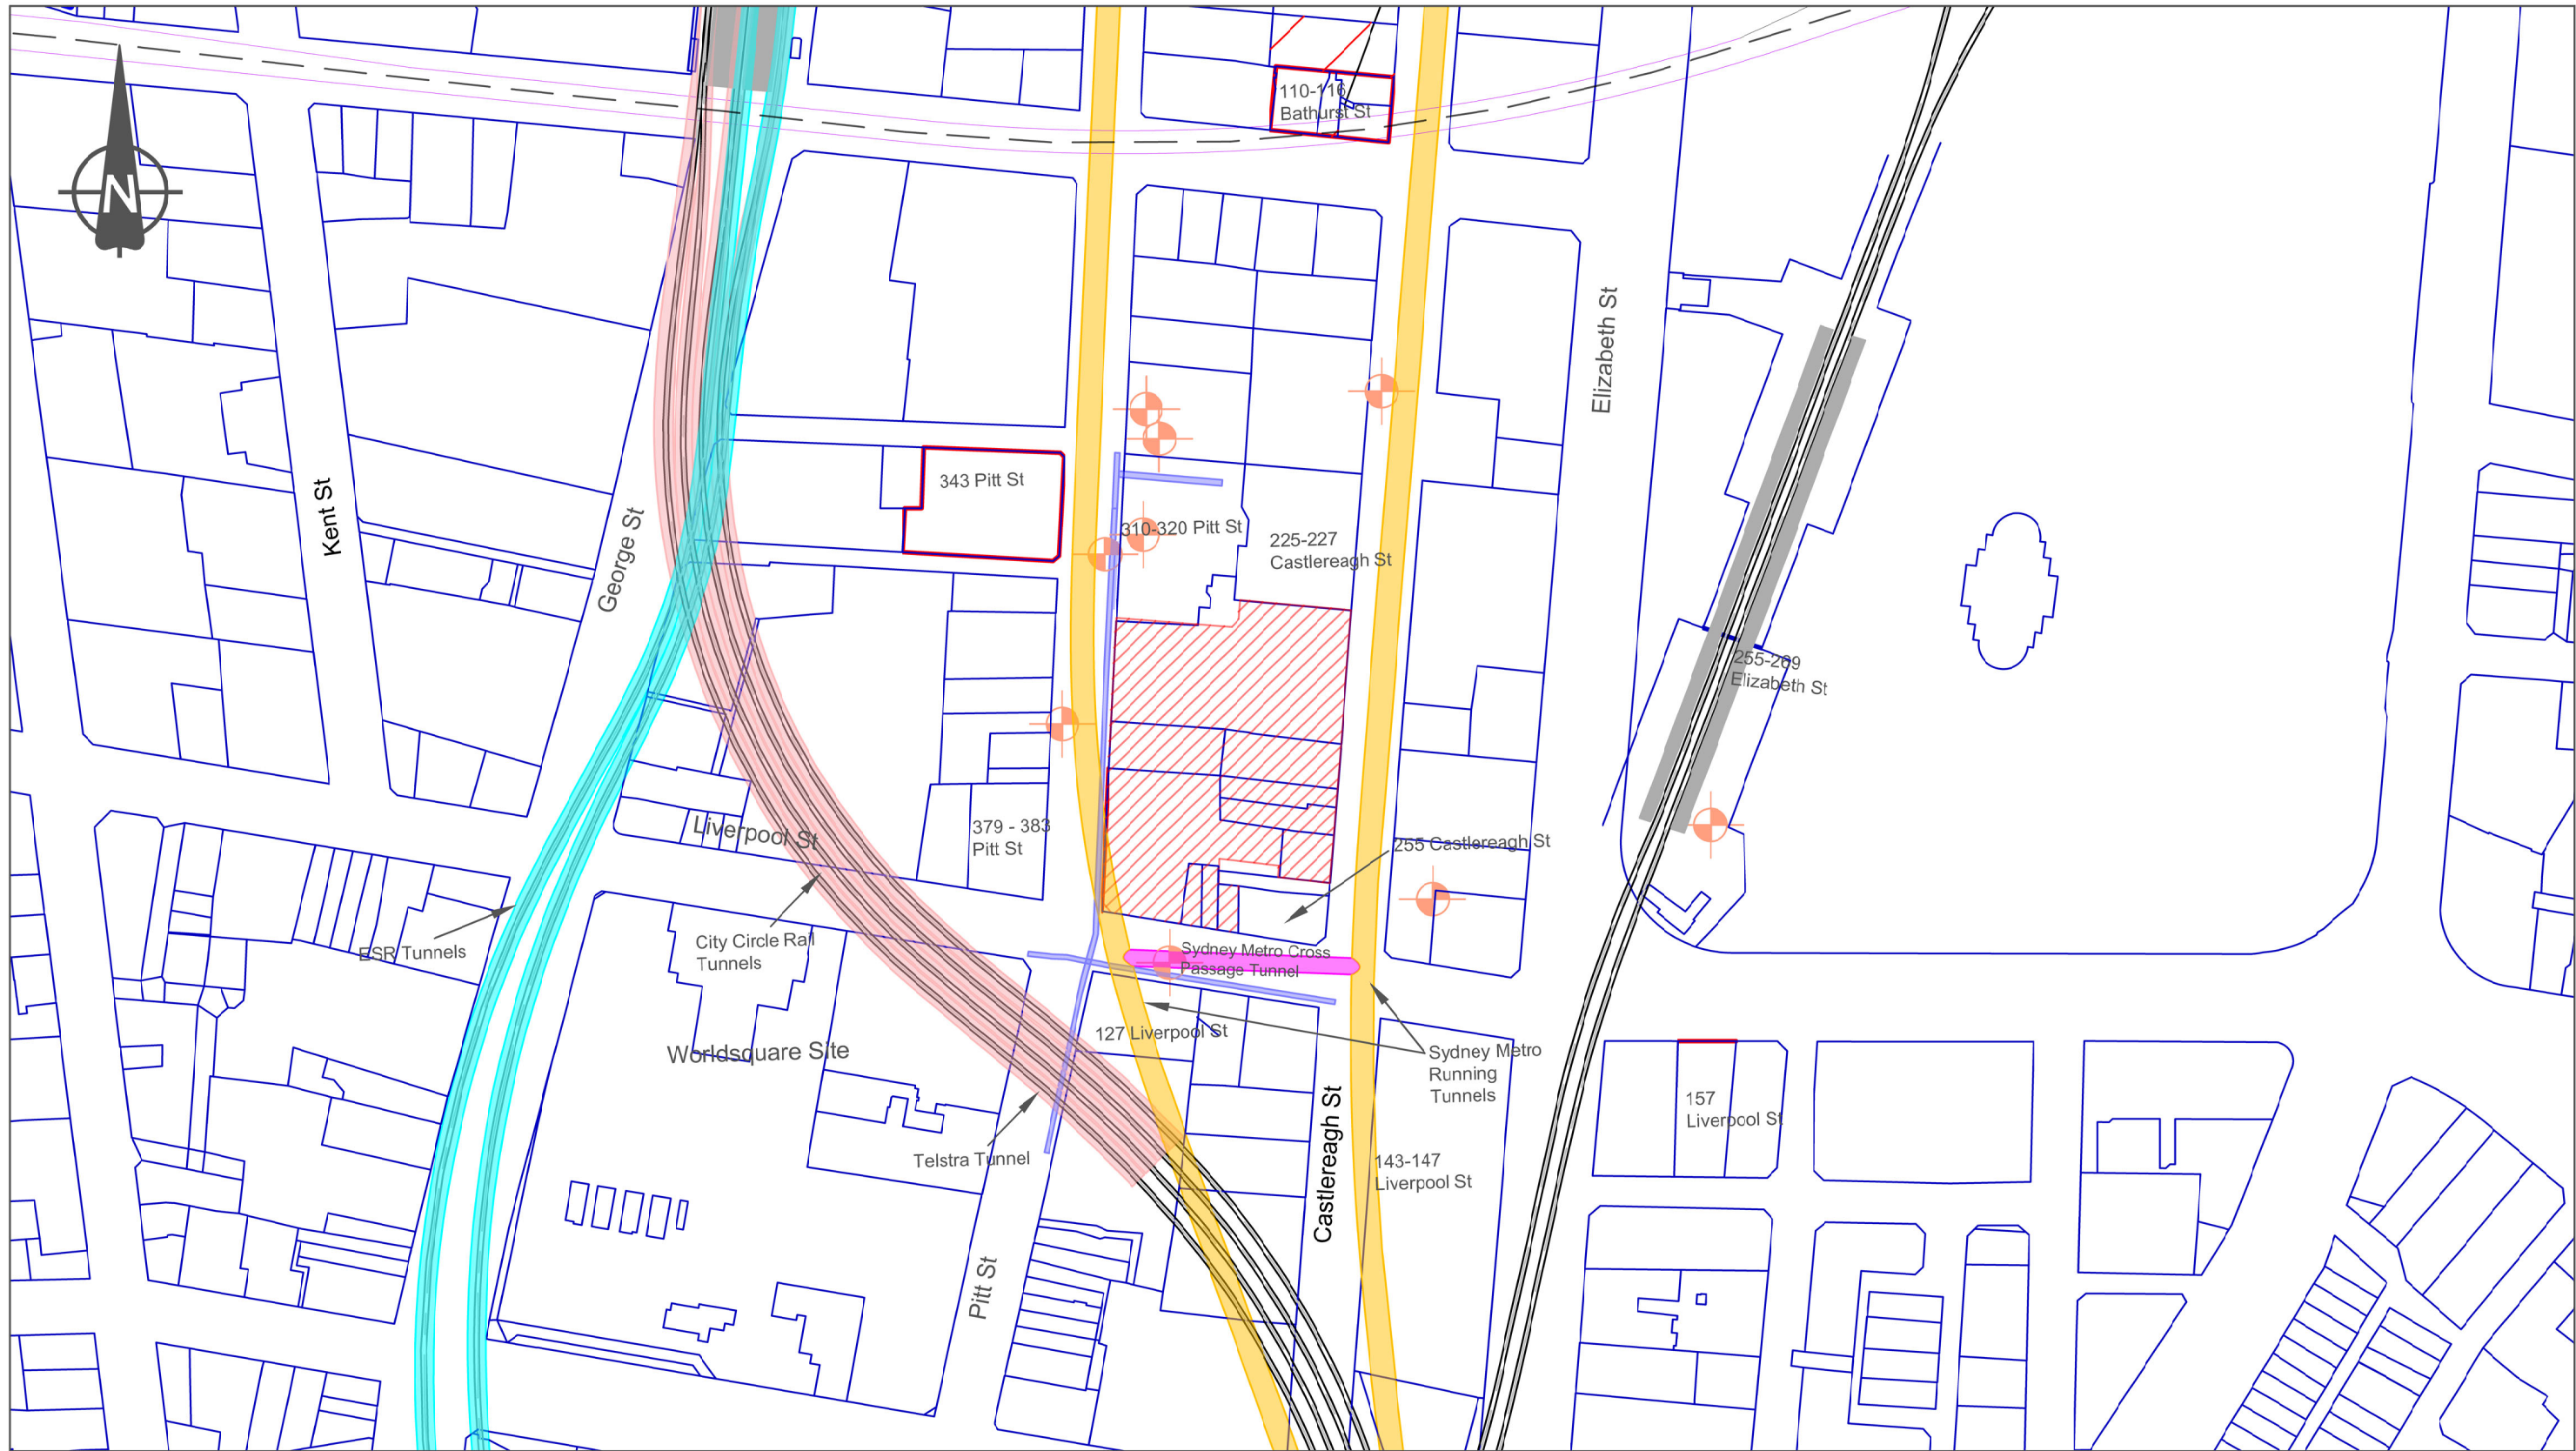 110-116
Bathurst St
N
Elizabeth St
Kent St
George St
343 Pitt St
310-320 Pitt St
225-227
Castlereagh St
255-269
Elizabeth St
Liverpool St
379 - 383
Pitt St
255 Castlereagh St
ESR Tunnels
City Circle Rail
Tunnels
Sydney Metro Cross
Passage Tunnel
127 Liverpool St
Worldsquare Site
Sydney Metro
Running
Tunnels
Telstra Tunnel
157
Liverpool St
143-147
Liverpool St
Castlereagh St
Pitt St